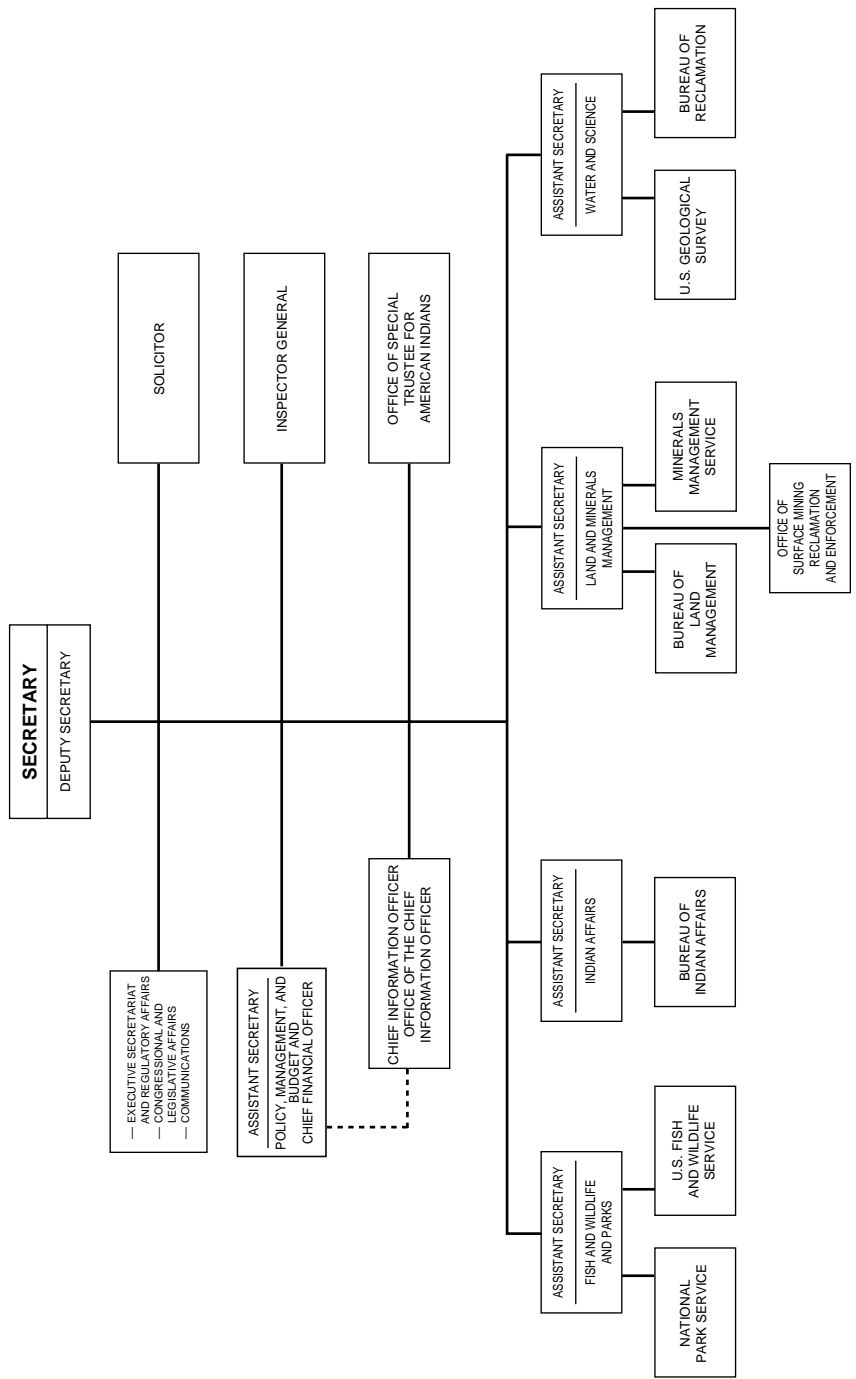 SECRETARY
DEPUTY SECRETARY
— EXECUTIVE SECRETARIAT
AND REGULATORY AFFAIRS
— CONGRESSIONAL AND
LEGISLATIVE AFFAIRS
— COMMUNICATIONS
SOLICITOR
ASSISTANT SECRETARY
POLICY, MANAGEMENT, AND
BUDGET AND
CHIEF FINANCIAL OFFICER
INSPECTOR GENERAL
CHIEF INFORMATION OFFICER
OFFICE OF THE CHIEF
INFORMATION OFFICER
OFFICE OF SPECIAL
TRUSTEE FOR
AMERICAN INDIANS
ASSISTANT SECRETARY
FISH AND WILDLIFE
AND PARKS
ASSISTANT SECRETARY
INDIAN AFFAIRS
ASSISTANT SECRETARY
LAND AND MINERALS
MANAGEMENT
ASSISTANT SECRETARY
WATER AND SCIENCE
NATIONAL
PARK SERVICE
U.S. FISH
AND WILDLIFE
SERVICE
BUREAU OF
INDIAN AFFAIRS
BUREAU OF
LAND
MANAGEMENT
MINERALS
MANAGEMENT
SERVICE
U.S. GEOLOGICAL
SURVEY
BUREAU OF
RECLAMATION
OFFICE OF
SURFACE MINING
RECLAMATION
AND ENFORCEMENT